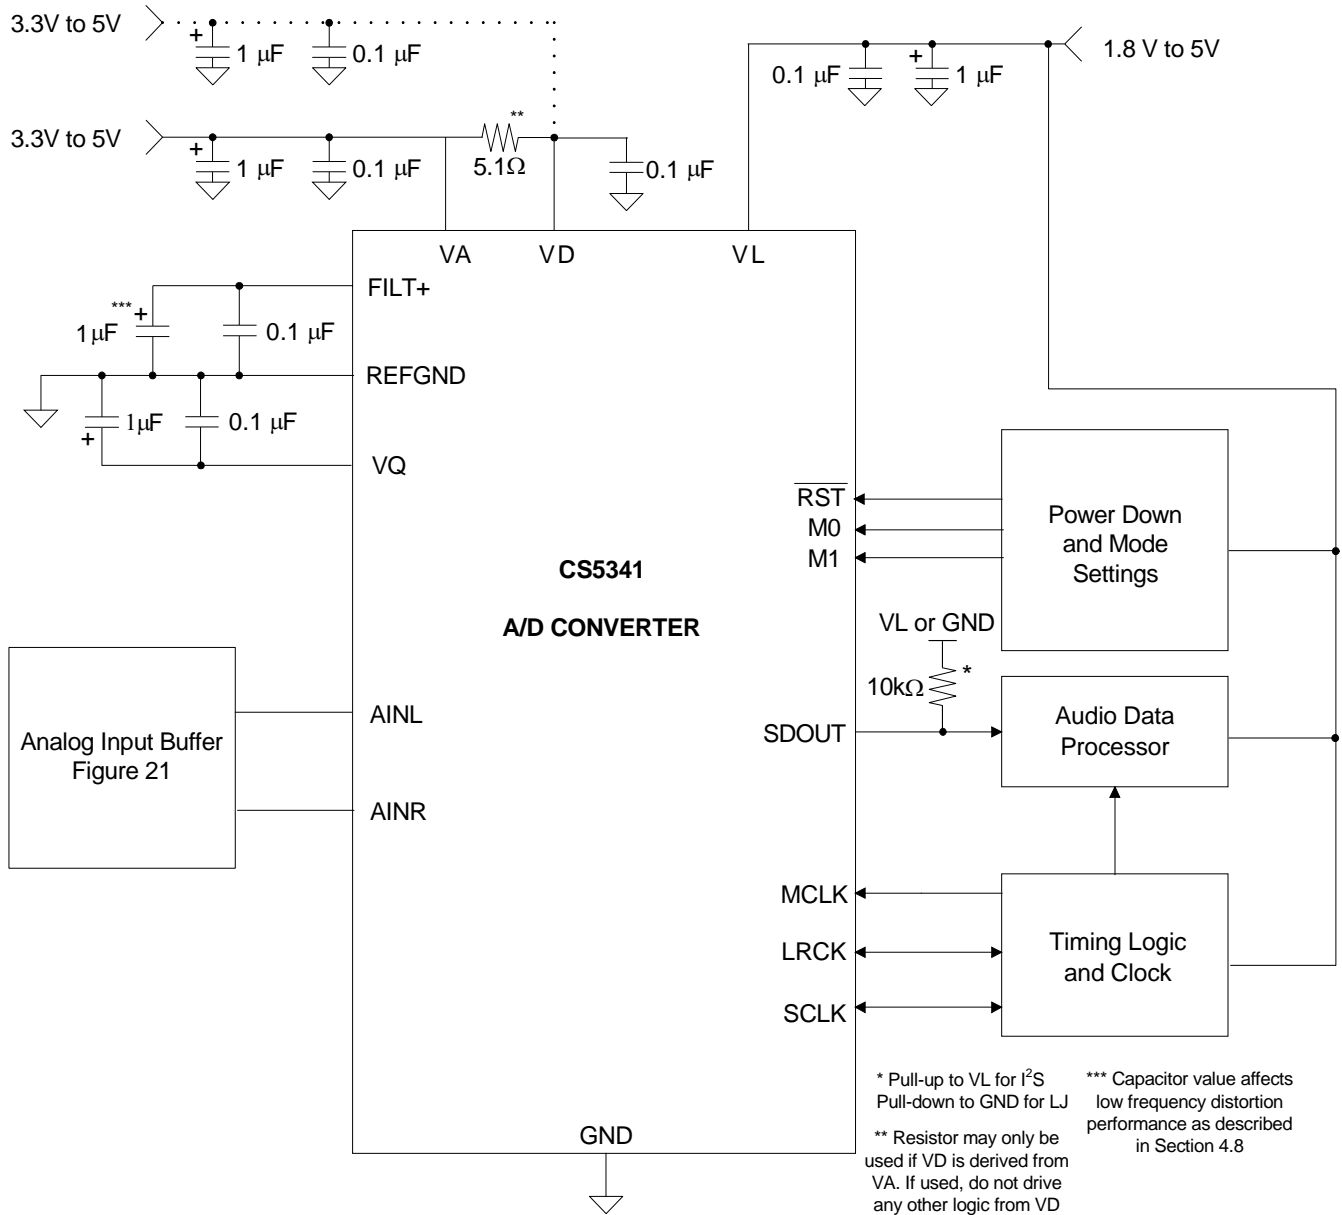 3.3V to 5V
+
1 µF
0.1 µF
0.1 µF
+
1 µF
1.8 V to 5V
3.3V to 5V
+
1 µF
0.1 µF
**
5.1Ω
0.1 µF
VA
VD
VL
FILT+
***
+
1µF
0.1 µF
REFGND
1µF
+
0.1 µF
VQ
RST
M0
M1
Power Down
and Mode
Settings
CS5341
A/D CONVERTER
VL or GND
*
10kΩ
Analog Input Buffer
Figure 21
AINL
AINR
SDOUT
Audio Data
Processor
MCLK
LRCK
SCLK
Timing Logic
and Clock
GND
* Pull-up to VL for I²S
Pull-down to GND for LJ
** Resistor may only be
used if VD is derived from
VA. If used, do not drive
any other logic from VD
*** Capacitor value affects
low frequency distortion
performance as described
in Section 4.8